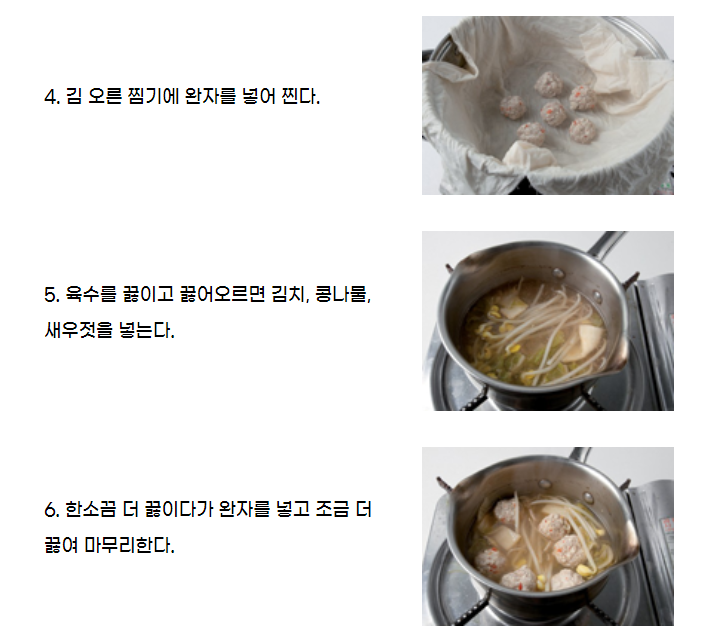 4. 김 오른 찜기에 완자를 넣어 찐다.
5. 육수를 끓이고 끓어오르면 김치, 콩나물,
새우젓을 넣는다.
6. 한소끔 더 끓이다가 완자를 넣고 조금 더
끓여 마무리한다.